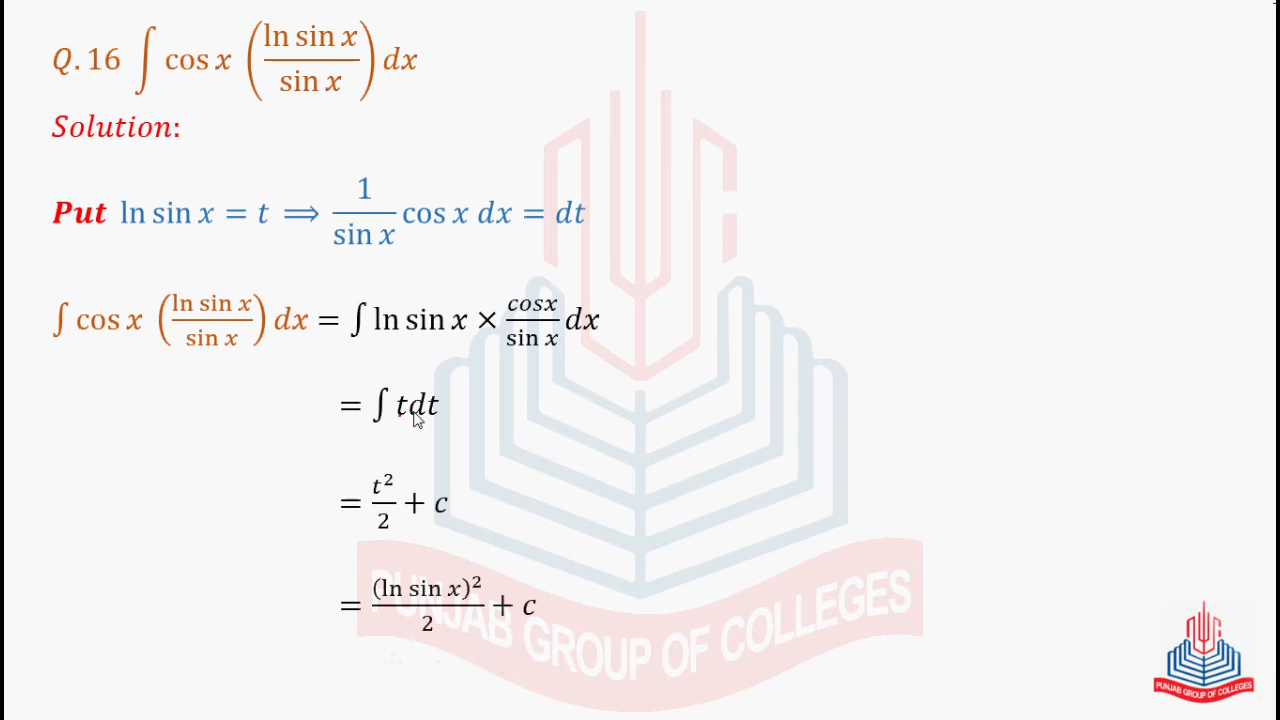 Q. 16 ∫ cos x (ln sin x / sin x) dx
Solution:
Put ln sin x = t ⟹ 1/sin x cos x dx = dt
∫ cos x (ln sin x / sin x) dx = ∫ ln sin x × cosx/sin x dx
= ∫ tdt
= t²/2 + c
= (ln sin x)²/2 + c
PUNJAB GROUP OF COLLEGES
PUNJAB GROUP OF COLLEGES